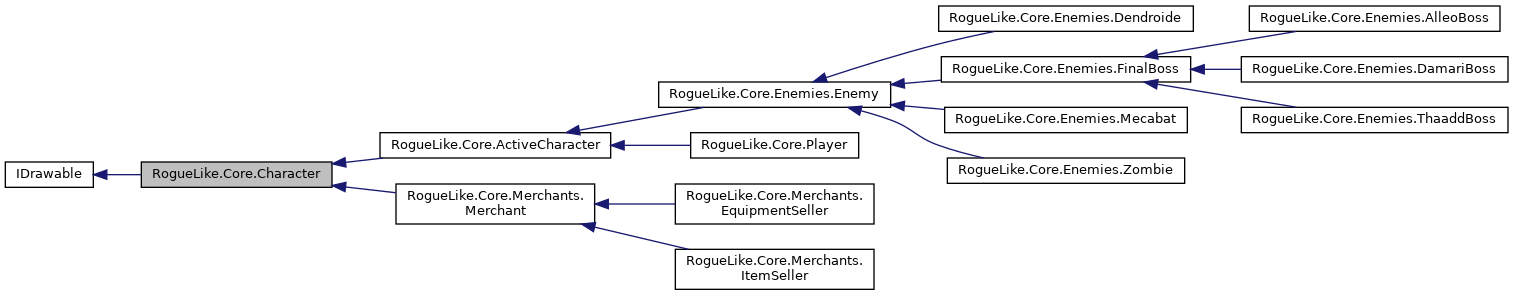 IDrawable
RogueLike.Core.Character
RogueLike.Core.ActiveCharacter
RogueLike.Core.Merchants.
Merchant
RogueLike.Core.Enemies.Enemy
RogueLike.Core.Player
RogueLike.Core.Merchants.
EquipmentSeller
RogueLike.Core.Merchants.
ItemSeller
RogueLike.Core.Enemies.Dendroide
RogueLike.Core.Enemies.FinalBoss
RogueLike.Core.Enemies.Mecabat
RogueLike.Core.Enemies.Zombie
RogueLike.Core.Enemies.AlleoBoss
RogueLike.Core.Enemies.DamariBoss
RogueLike.Core.Enemies.ThaaddBoss